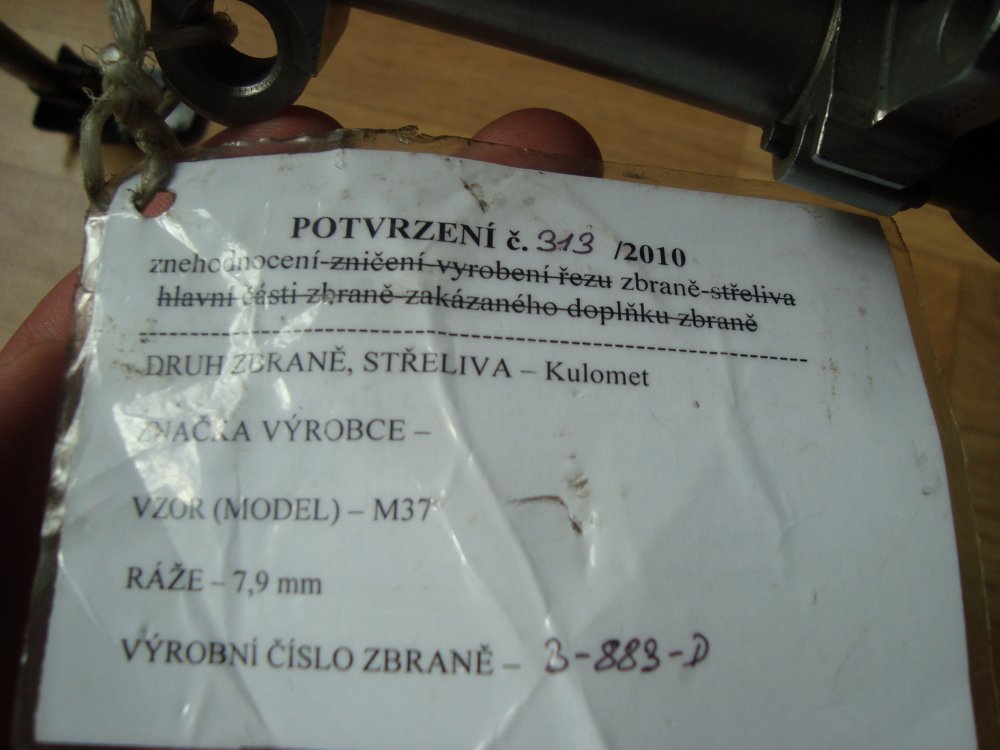 POTVRZENÍ č. 313 /2010
znehodnocení-zničení-vyrobení řezu zbraně-střeliva
hlavní části zbraně-zakázaného doplňku zbraně
DRUH ZBRANĚ, STŘELIVA – Kulomet
ZNAČKA VÝROBCE –
VZOR (MODEL) – M37
RÁŽE – 7,9 mm
VÝROBNÍ ČÍSLO ZBRANĚ – B-883-D